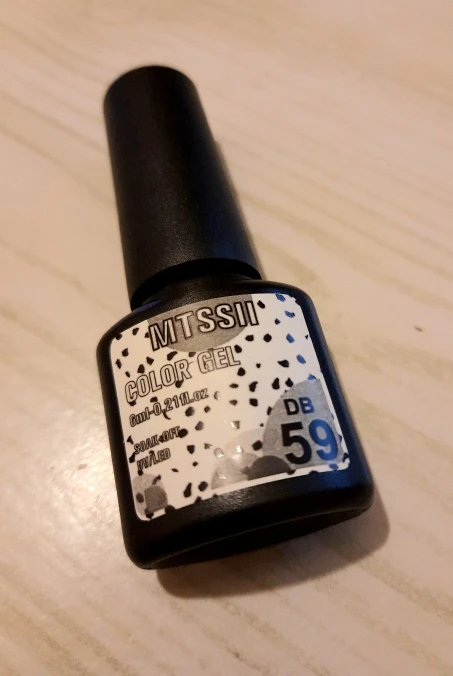 MTSSII
COLOR GEL
6ml-0.21fl.oz
SOAK-OFF
UV/LED
DB
59